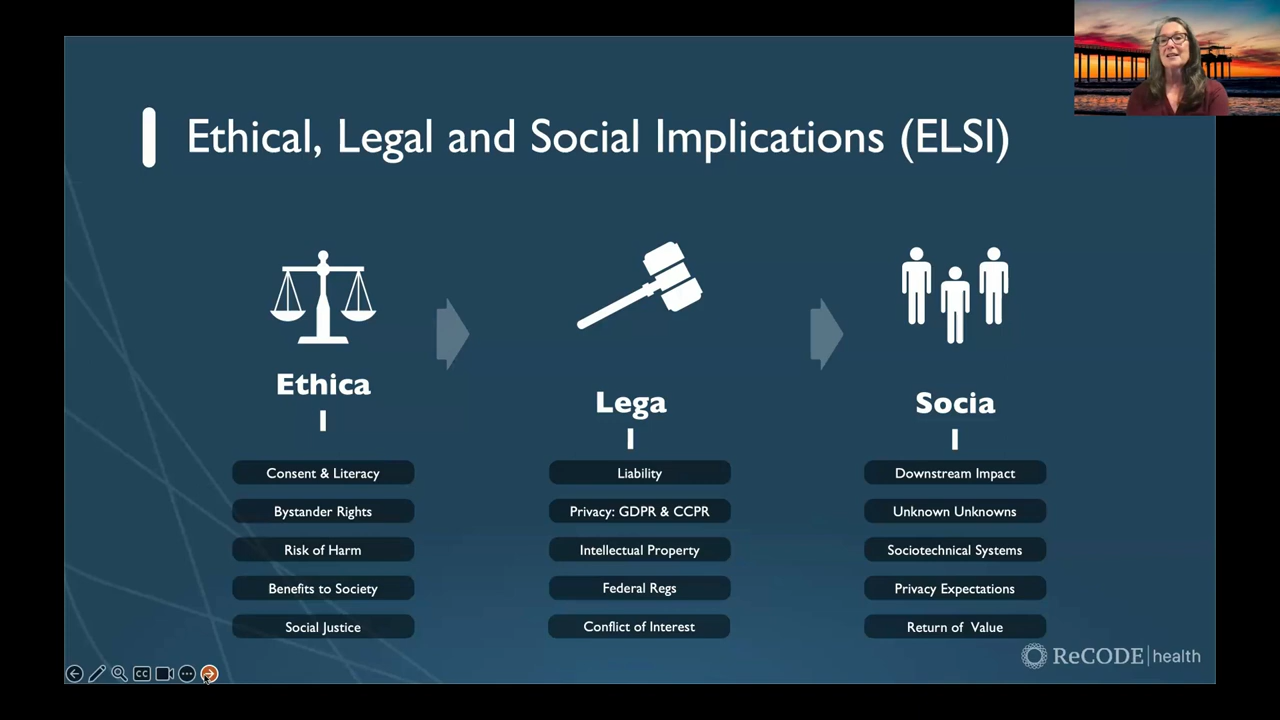 Ethical, Legal and Social Implications (ELSI)
Ethica
l
Lega
l
Socia
l
Consent & Literacy
Bystander Rights
Risk of Harm
Benefits to Society
Social Justice
Liability
Privacy: GDPR & CCPR
Intellectual Property
Federal Regs
Conflict of Interest
Downstream Impact
Unknown Unknowns
Sociotechnical Systems
Privacy Expectations
Return of Value
CC
ReCODE health